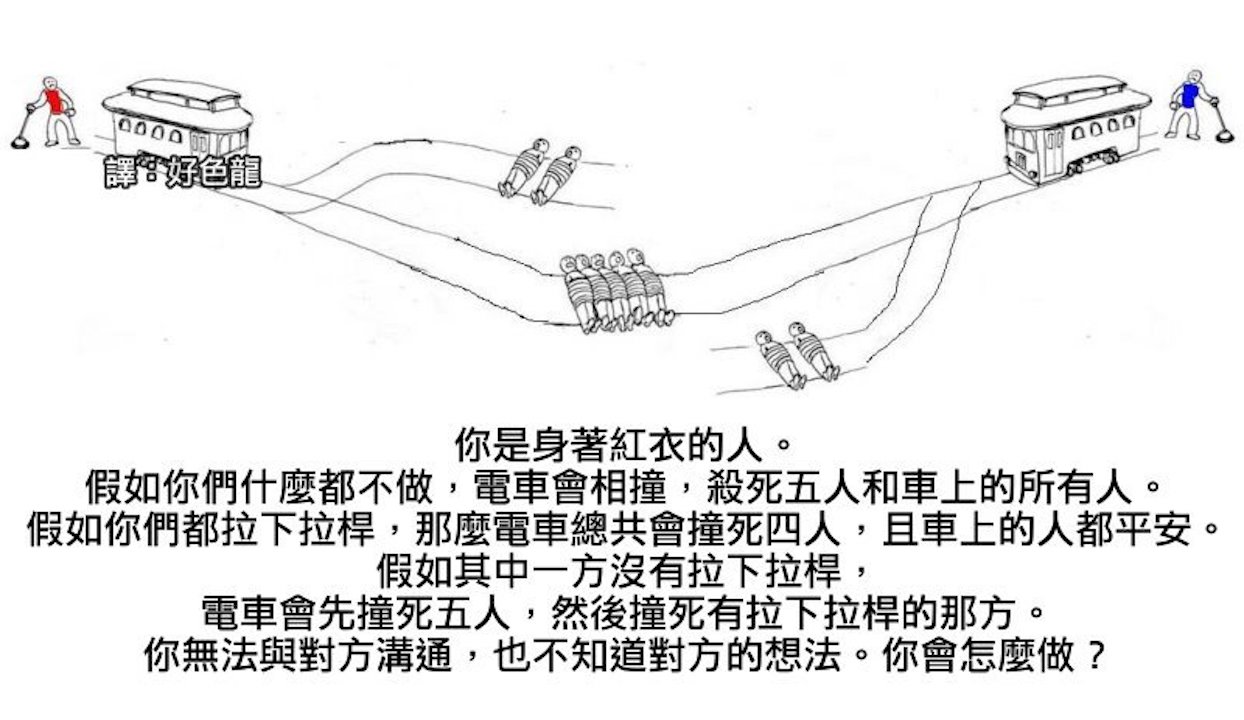 譯：好色龍
你是身著紅衣的人。
假如你們什麼都不做，電車會相撞，殺死五人和車上的所有人。
假如你們都拉下拉桿，那麼電車總共會撞死四人，且車上的人都平安。
假如其中一方沒有拉下拉桿，
電車會先撞死五人，然後撞死有拉下拉桿的那方。
你無法與對方溝通，也不知道對方的想法。你會怎麼做？